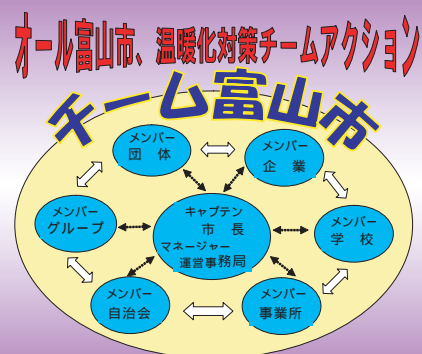 オール富山市、温暖化対策チームアクション
チーム富山市
メンバー
団体
メンバー
企業
メンバー
グループ
キャプテン
市長
マネージャー
運営事務局
メンバー
学校
メンバー
自治会
メンバー
事業所